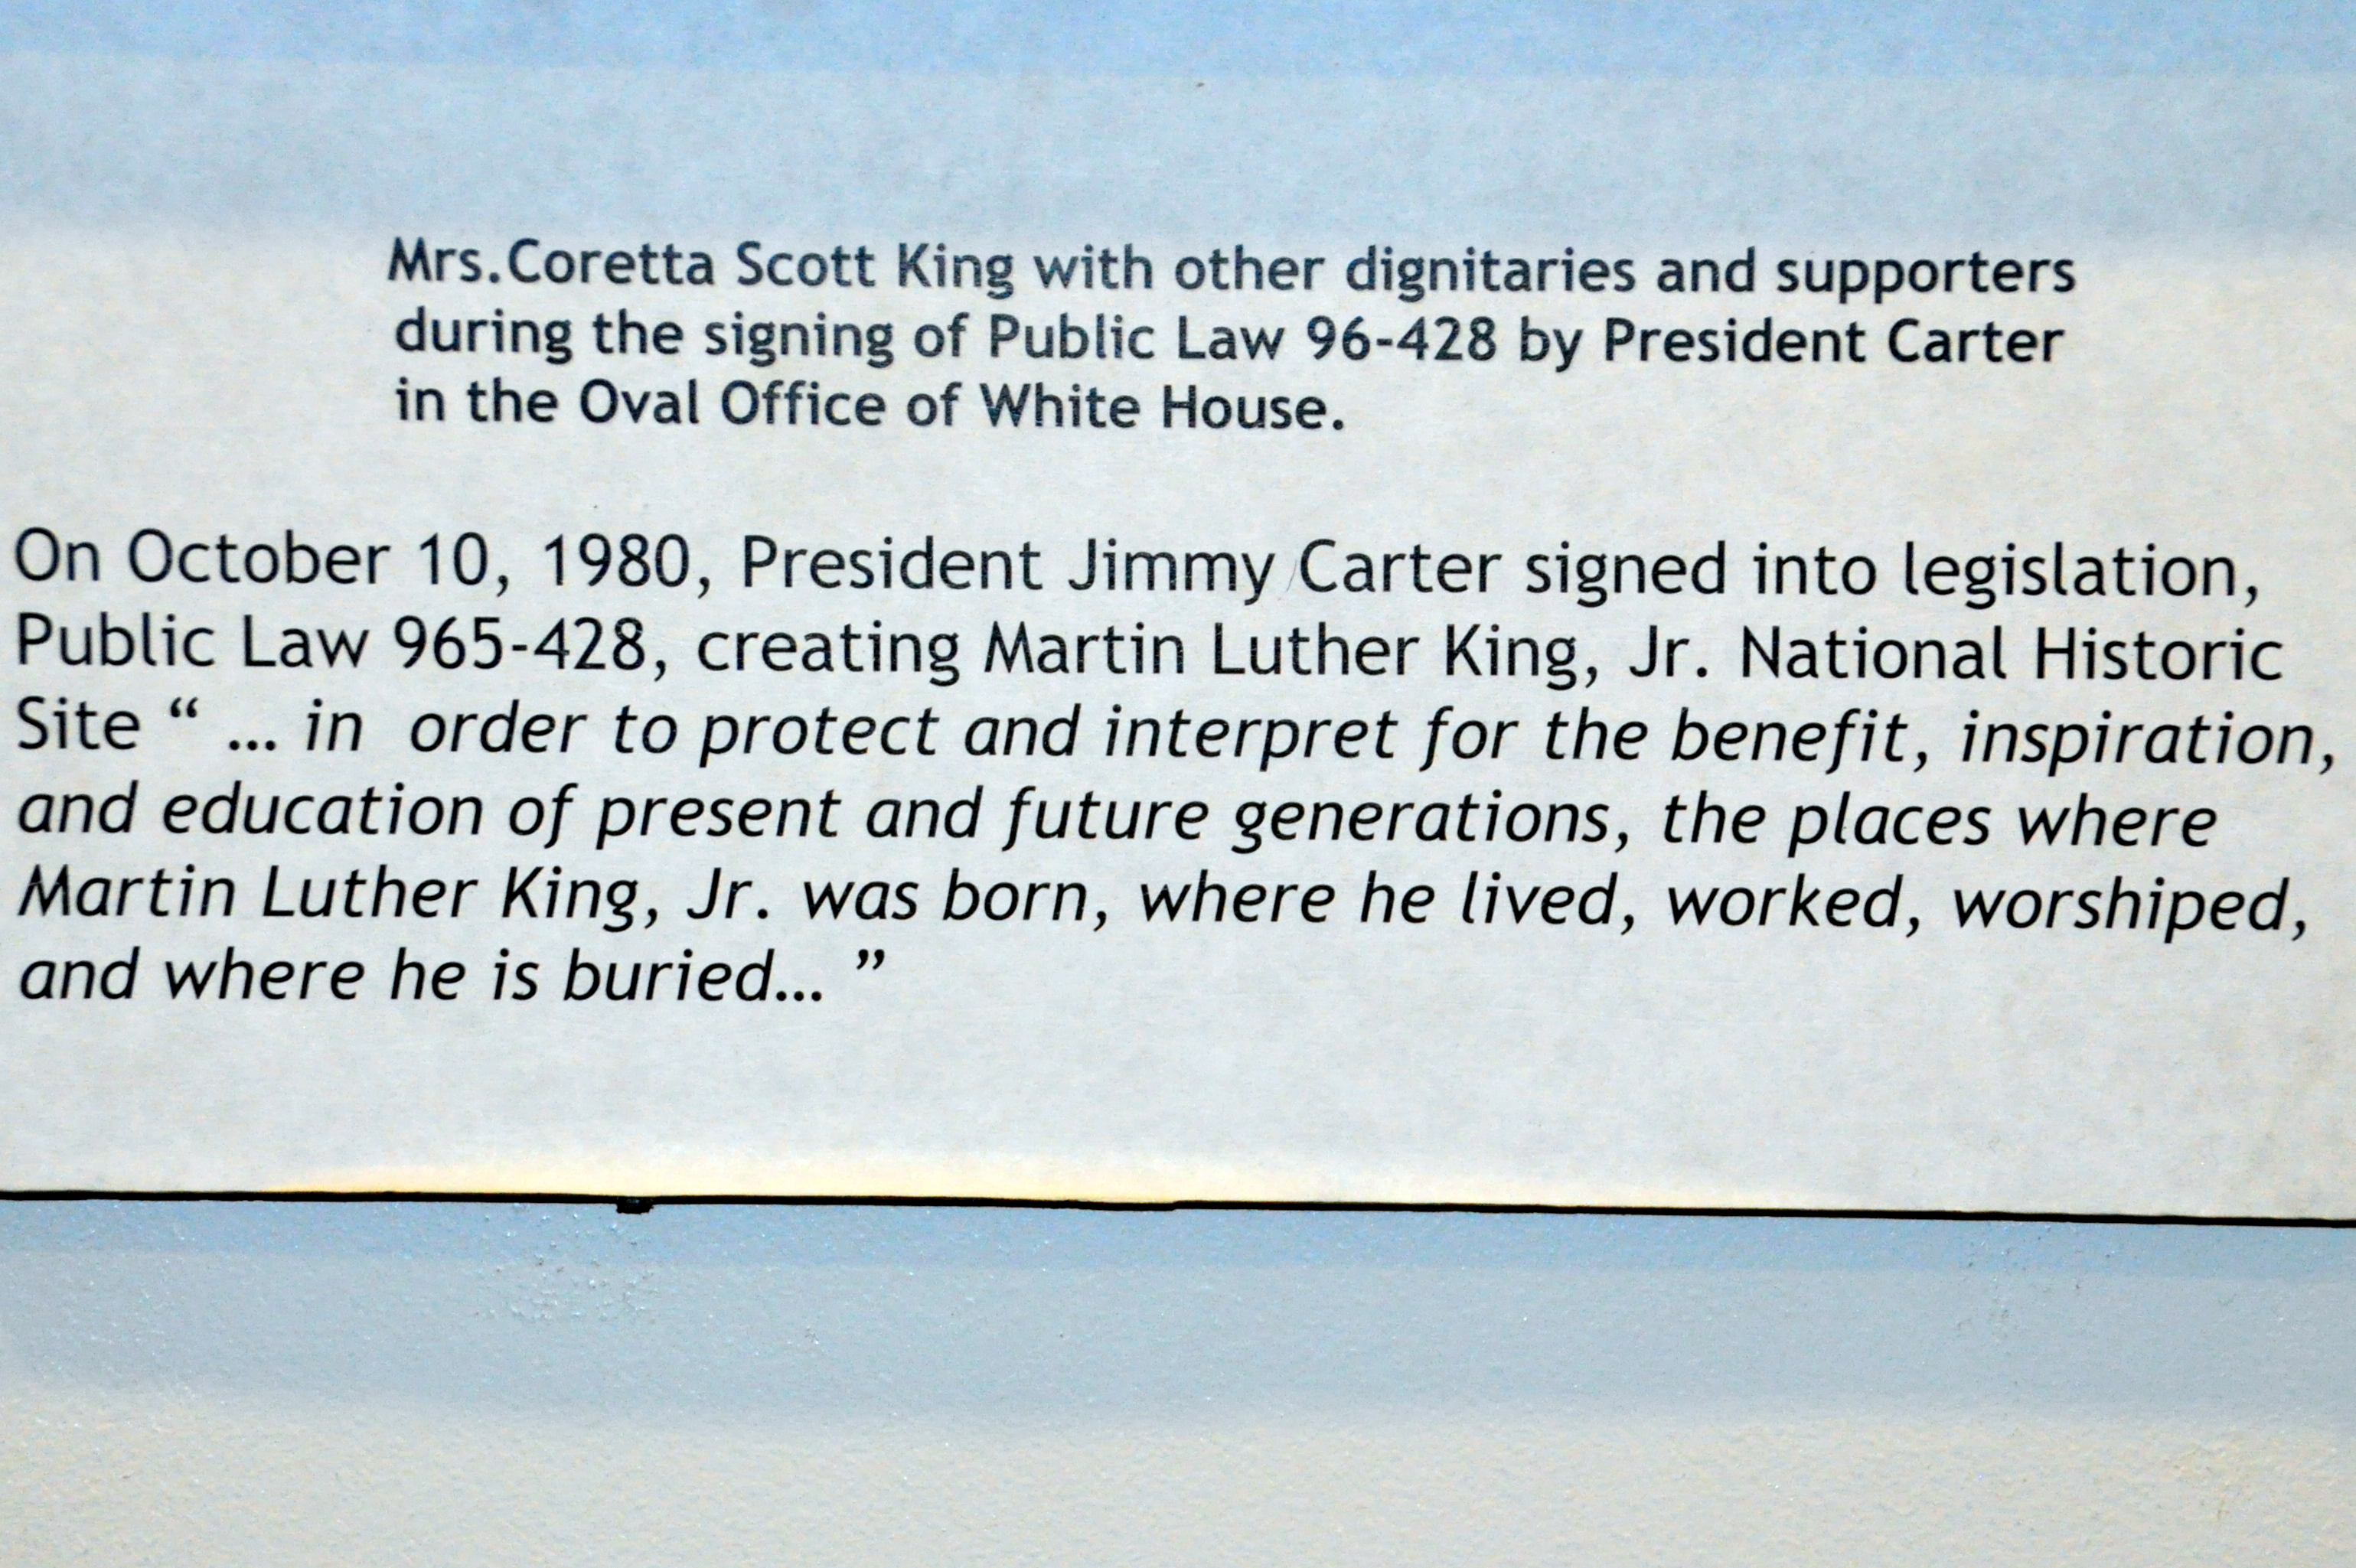 Mrs.Coretta Scott King with other dignitaries and supporters
during the signing of Public Law 96-428 by President Carter
in the Oval Office of White House.
On October 10, 1980, President Jimmy Carter signed into legislation,
Public Law 965-428, creating Martin Luther King, Jr. National Historic
Site “ ... in  order to protect and interpret for the benefit, inspiration,
and education of present and future generations, the places where
Martin Luther King, Jr. was born, where he lived, worked, worshiped,
and where he is buried... ”